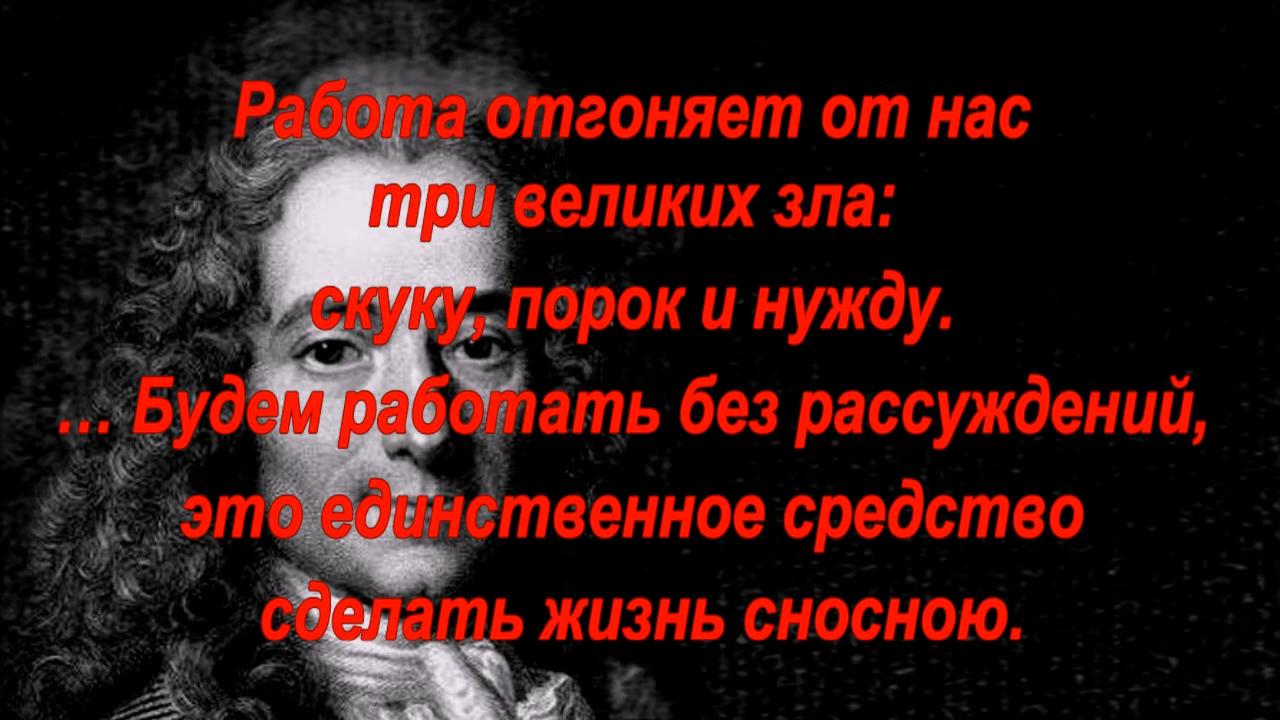 Работа отгоняет от нас
три великих зла:
скуку, порок и нужду.
... Будем работать без рассуждений,
это единственное средство
сделать жизнь сносною.